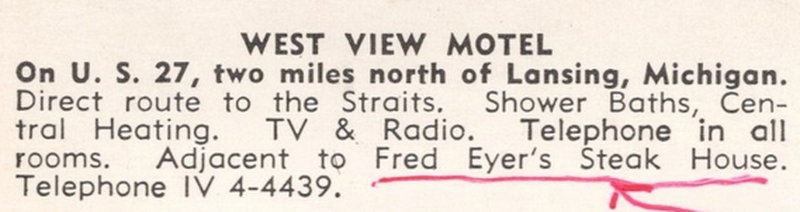 WEST VIEW MOTEL
On U. S. 27, two miles north of Lansing, Michigan.
Direct route to the Straits. Shower Baths, Cen-
tral Heating. TV & Radio. Telephone in all
rooms. Adjacent to Fred Eyer's Steak House.
Telephone IV 4-4439.